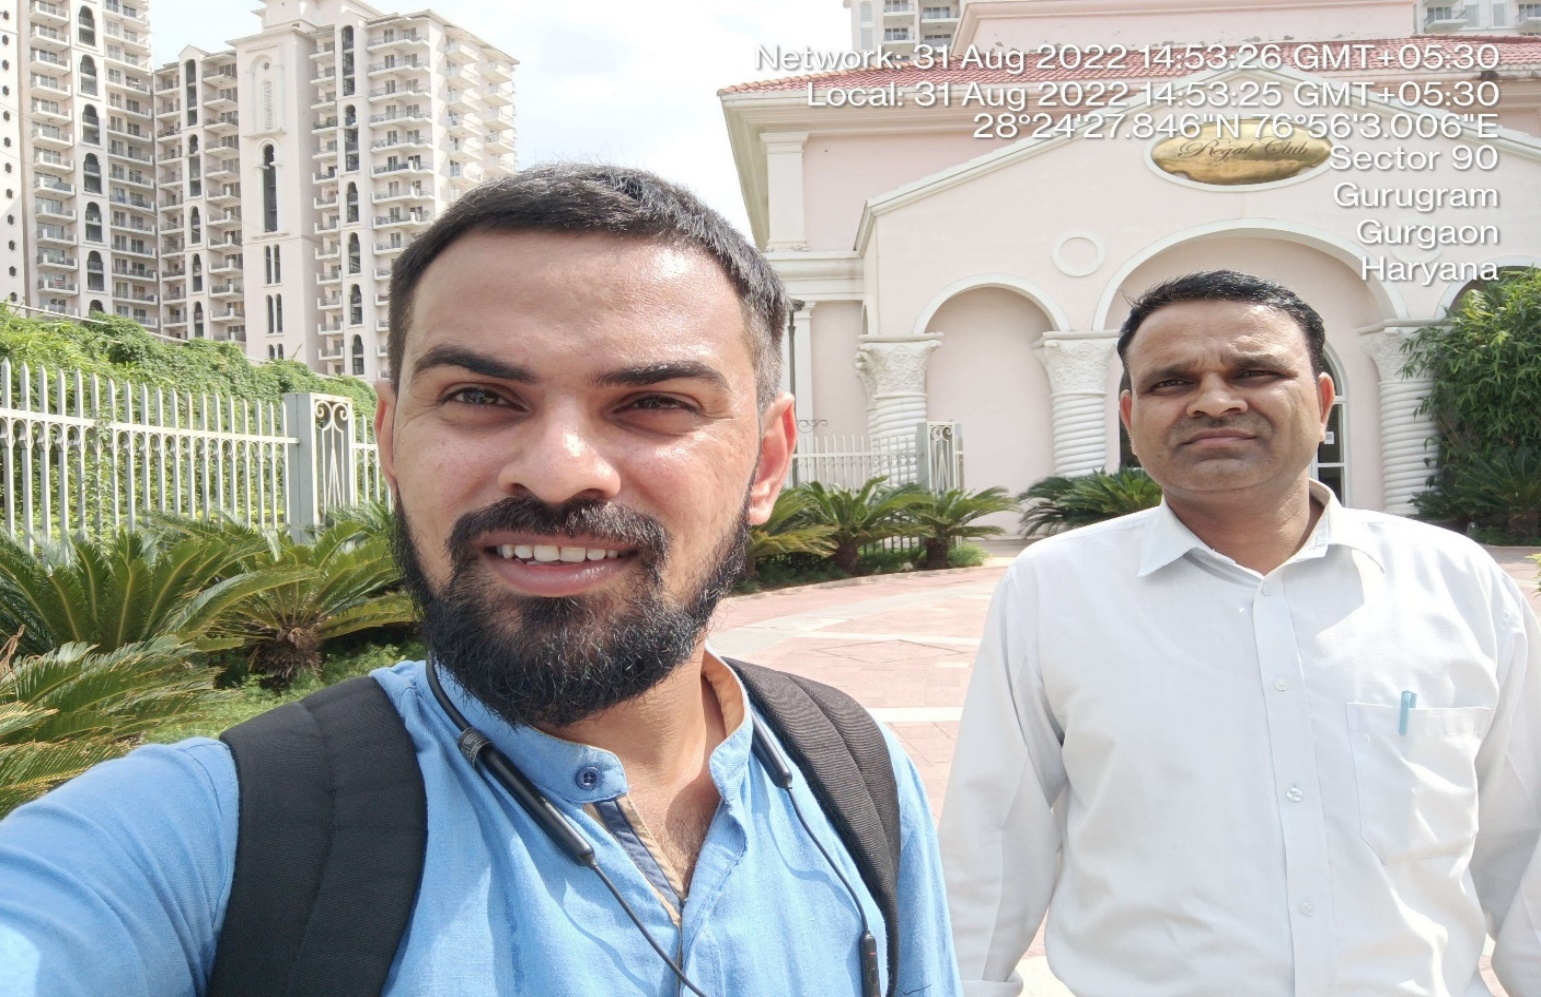 Network: 31 Aug 2022 14:53:26 GMT+05:30
Local: 31 Aug 2022 14:53:25 GMT+05:30
28°24'27.846"N 76°56'3.006"E
Royal Club
Sector 90
Gurugram
Gurgaon
Haryana